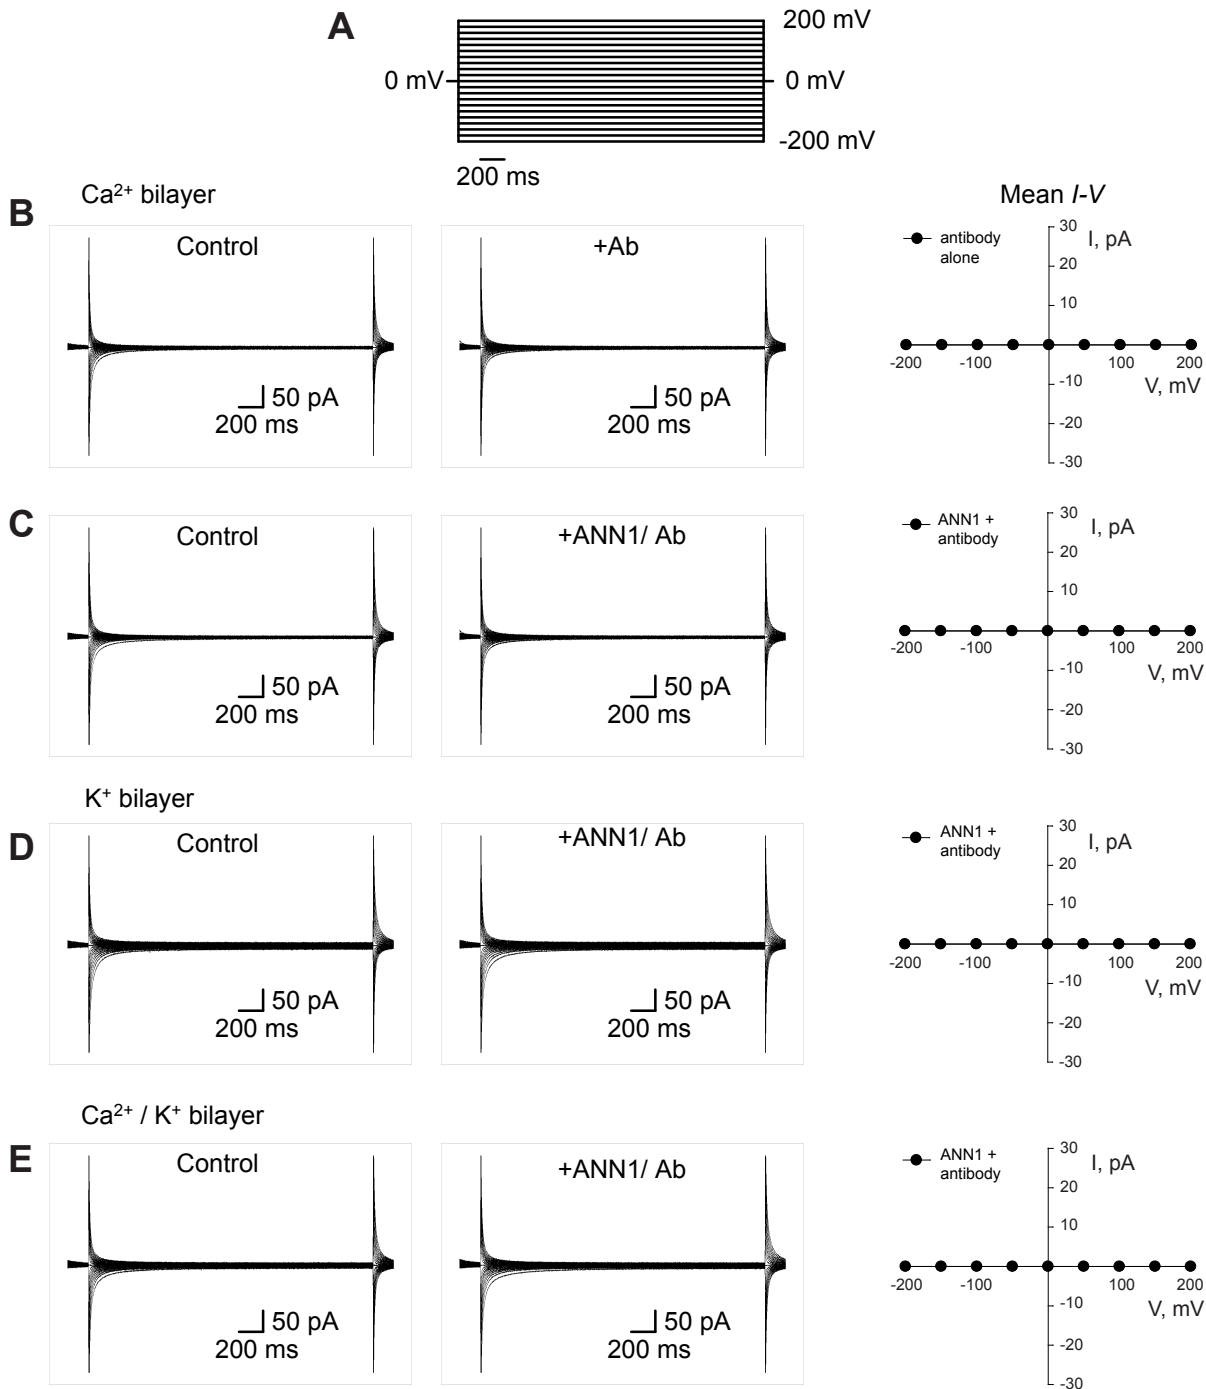 A
200 mV
0 mV
0 mV
-200 mV
200 ms
B
Ca²⁺ bilayer
Mean I-V
Control
50 pA
200 ms
+Ab
50 pA
200 ms
antibody
alone
I, pA
30
20
10
-200
-100
100
200
-10
V, mV
-20
-30
C
Control
50 pA
200 ms
+ANN1/ Ab
50 pA
200 ms
ANN1 +
antibody
I, pA
30
20
10
-200
-100
100
200
-10
V, mV
-20
-30
K⁺ bilayer
D
Control
50 pA
200 ms
+ANN1/ Ab
50 pA
200 ms
ANN1 +
antibody
I, pA
30
20
10
-200
-100
100
200
-10
V, mV
-20
-30
Ca²⁺ / K⁺ bilayer
E
Control
50 pA
200 ms
+ANN1/ Ab
50 pA
200 ms
ANN1 +
antibody
I, pA
30
20
10
-200
-100
100
200
-10
V, mV
-20
-30